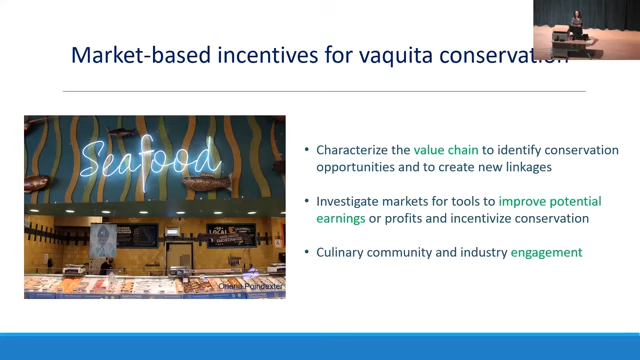 Market-based incentives for vaquita conservation
Seafood
LOCAL
Oriana Poindexter
• Characterize the value chain to identify conservation
opportunities and to create new linkages
• Investigate markets for tools to improve potential
earnings or profits and incentivize conservation
• Culinary community and industry engagement